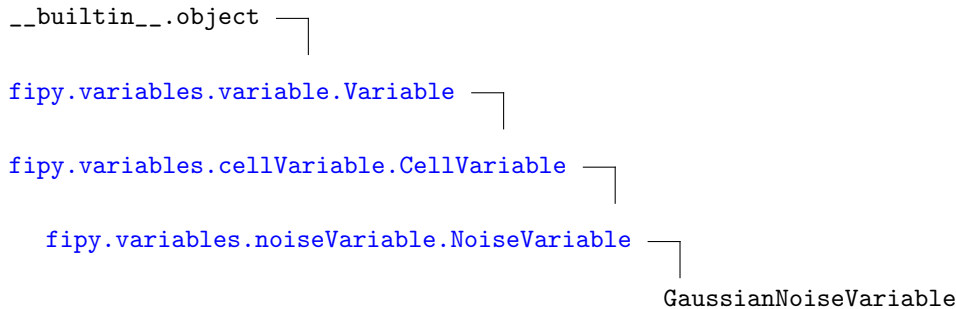 __builtin__.object
fipy.variables.variable.Variable
fipy.variables.cellVariable.CellVariable
fipy.variables.noiseVariable.NoiseVariable
GaussianNoiseVariable